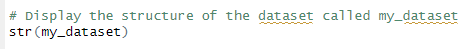 # Display the structure of the dataset called my_dataset
str(my_dataset)